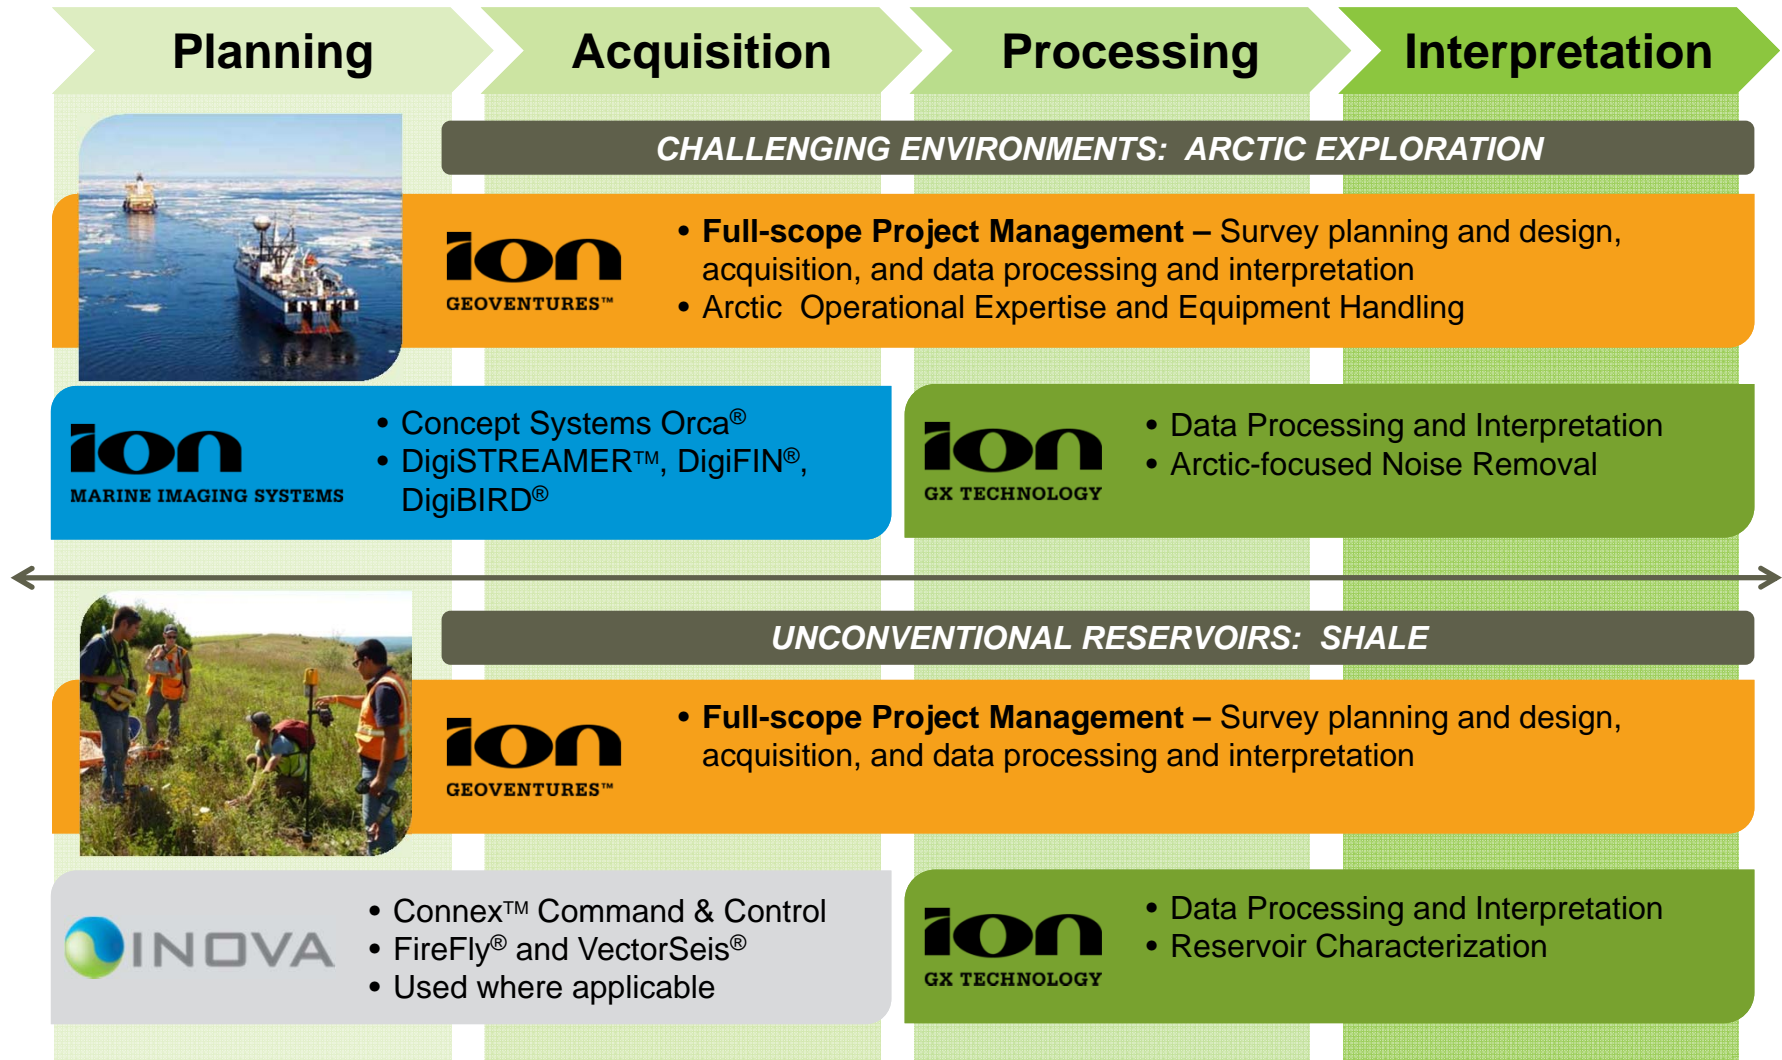 Planning
Acquisition
Processing
Interpretation
CHALLENGING ENVIRONMENTS: ARCTIC EXPLORATION
ion
GEOVENTURES™
• Full-scope Project Management – Survey planning and design,
acquisition, and data processing and interpretation
• Arctic Operational Expertise and Equipment Handling
ion
MARINE IMAGING SYSTEMS
• Concept Systems Orca®
• DigiSTREAMER™, DigiFIN®,
DigiBIRD®
ion
GX TECHNOLOGY
• Data Processing and Interpretation
• Arctic-focused Noise Removal
UNCONVENTIONAL RESERVOIRS: SHALE
ion
GEOVENTURES™
• Full-scope Project Management – Survey planning and design,
acquisition, and data processing and interpretation
INOVA
• Connex™ Command & Control
• FireFly® and VectorSeis®
• Used where applicable
ion
GX TECHNOLOGY
• Data Processing and Interpretation
• Reservoir Characterization